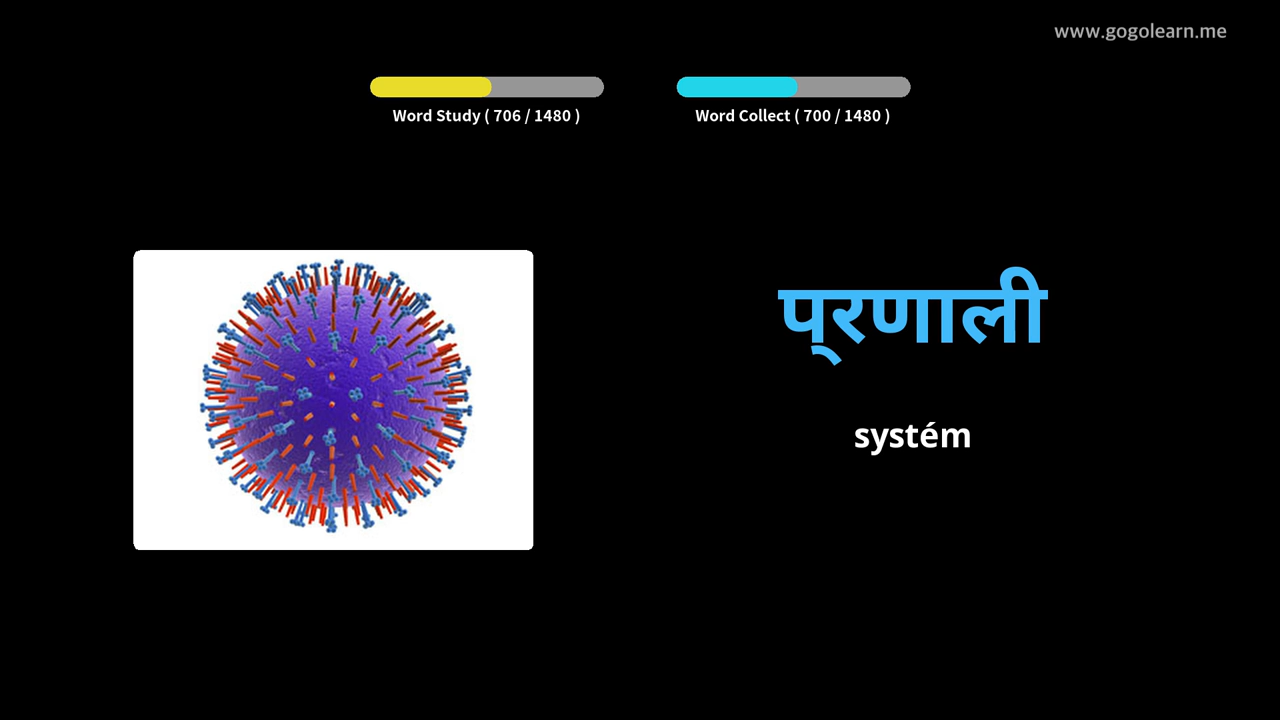 www.gogolearn.me
Word Study ( 706 / 1480 )
Word Collect ( 700 / 1480 )
प्रणाली
systém